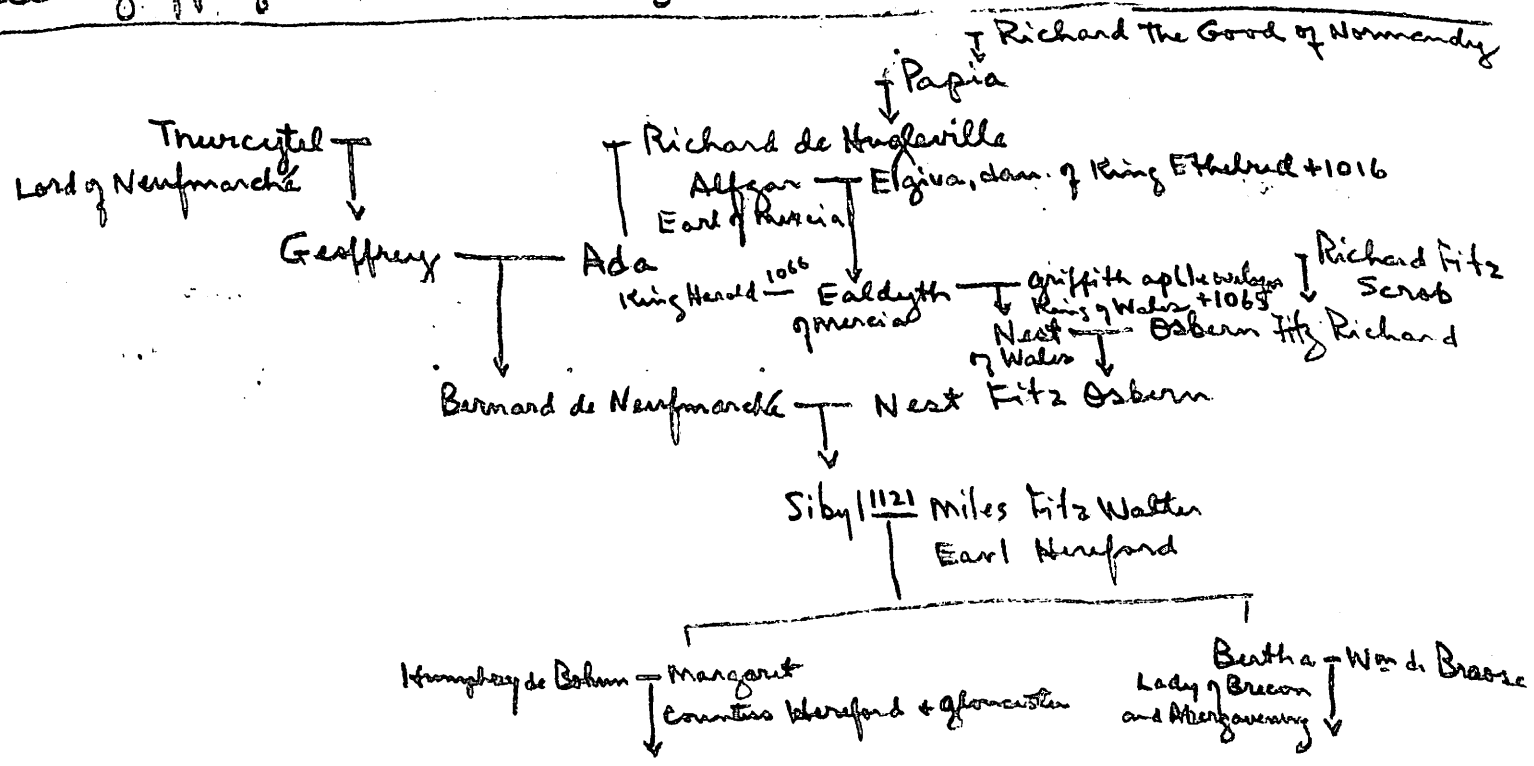 Richard The Good of Normandy
Papia
Thurcytel
Richard de Hugleville
Lord of Neufmarché
Alfgar Elgiva, dau. of King Ethelred +1016
Earl of Mercia
Geoffrey Ada
King Harold 1066 Ealdyth Griffith ap Llewelyn Richard Fitz
of Mercia King of Wales +1063 Scrob
Nest Osbern Fitz Richard
of Wales
Bernard de Neufmarché Nest Fitz Osbern
Sibyl 1121 Miles Fitz Walter
Earl Hereford
Humphrey de Bohun Margaret Bertha Wm de Braose
Countess Hereford + Gloucester Lady of Brecon
and Abergavenny